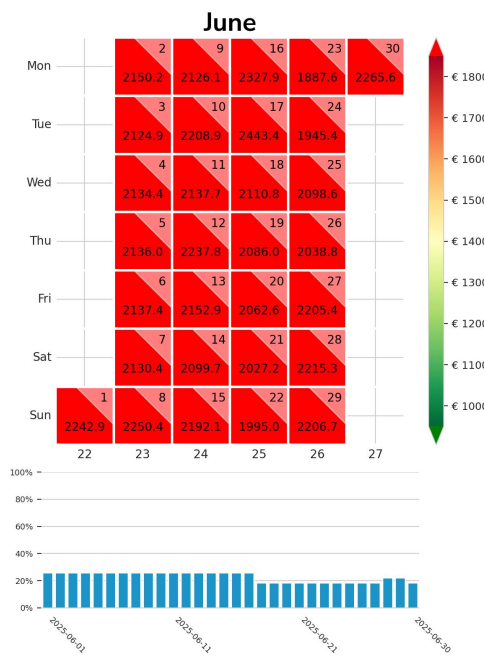 June
Mon 2 9 16 23 30
2150.2 2126.1 2327.9 1887.6 2265.6
Tue 3 10 17 24
2124.9 2208.9 2443.4 1945.4
Wed 4 11 18 25
2134.4 2137.7 2110.8 2098.6
Thu 5 12 19 26
2136.0 2237.8 2086.0 2038.8
Fri 6 13 20 27
2137.4 2152.9 2062.6 2205.4
Sat 7 14 21 28
2130.4 2099.7 2027.2 2215.3
Sun 1 8 15 22 29
2242.9 2250.4 2192.1 1995.0 2206.7
22 23 24 25 26 27
€ 1800
€ 1700
€ 1600
€ 1500
€ 1400
€ 1300
€ 1200
€ 1100
€ 1000
100%
80%
60%
40%
20%
0%
2025-06-01 2025-06-11 2025-06-21 2025-06-30